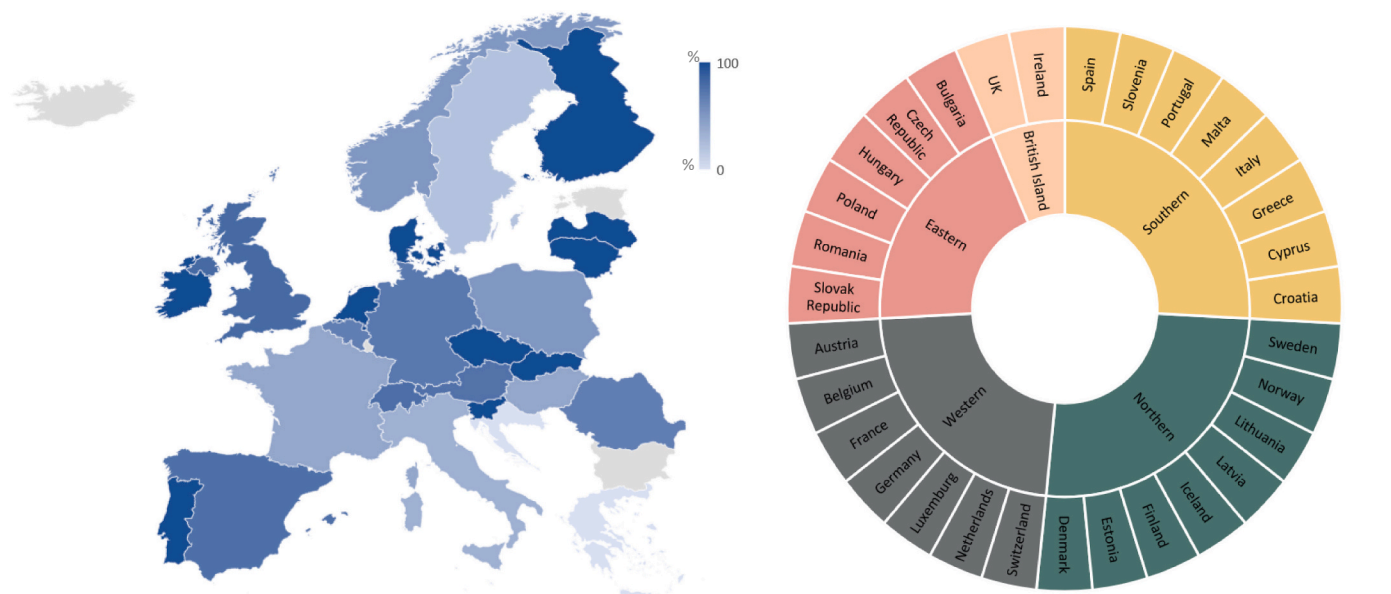 %
100
%
0
Spain
Slovenia
Portugal
Malta
Italy
Greece
Cyprus
Croatia
Sweden
Norway
Lithuania
Latvia
Iceland
Finland
Estonia
Denmark
Switzerland
Netherlands
Luxemburg
Germany
France
Belgium
Austria
Slovak
Republic
Romania
Poland
Hungary
Czech
Republic
Bulgaria
UK
Ireland
British Island
Southern
Northern
Western
Eastern